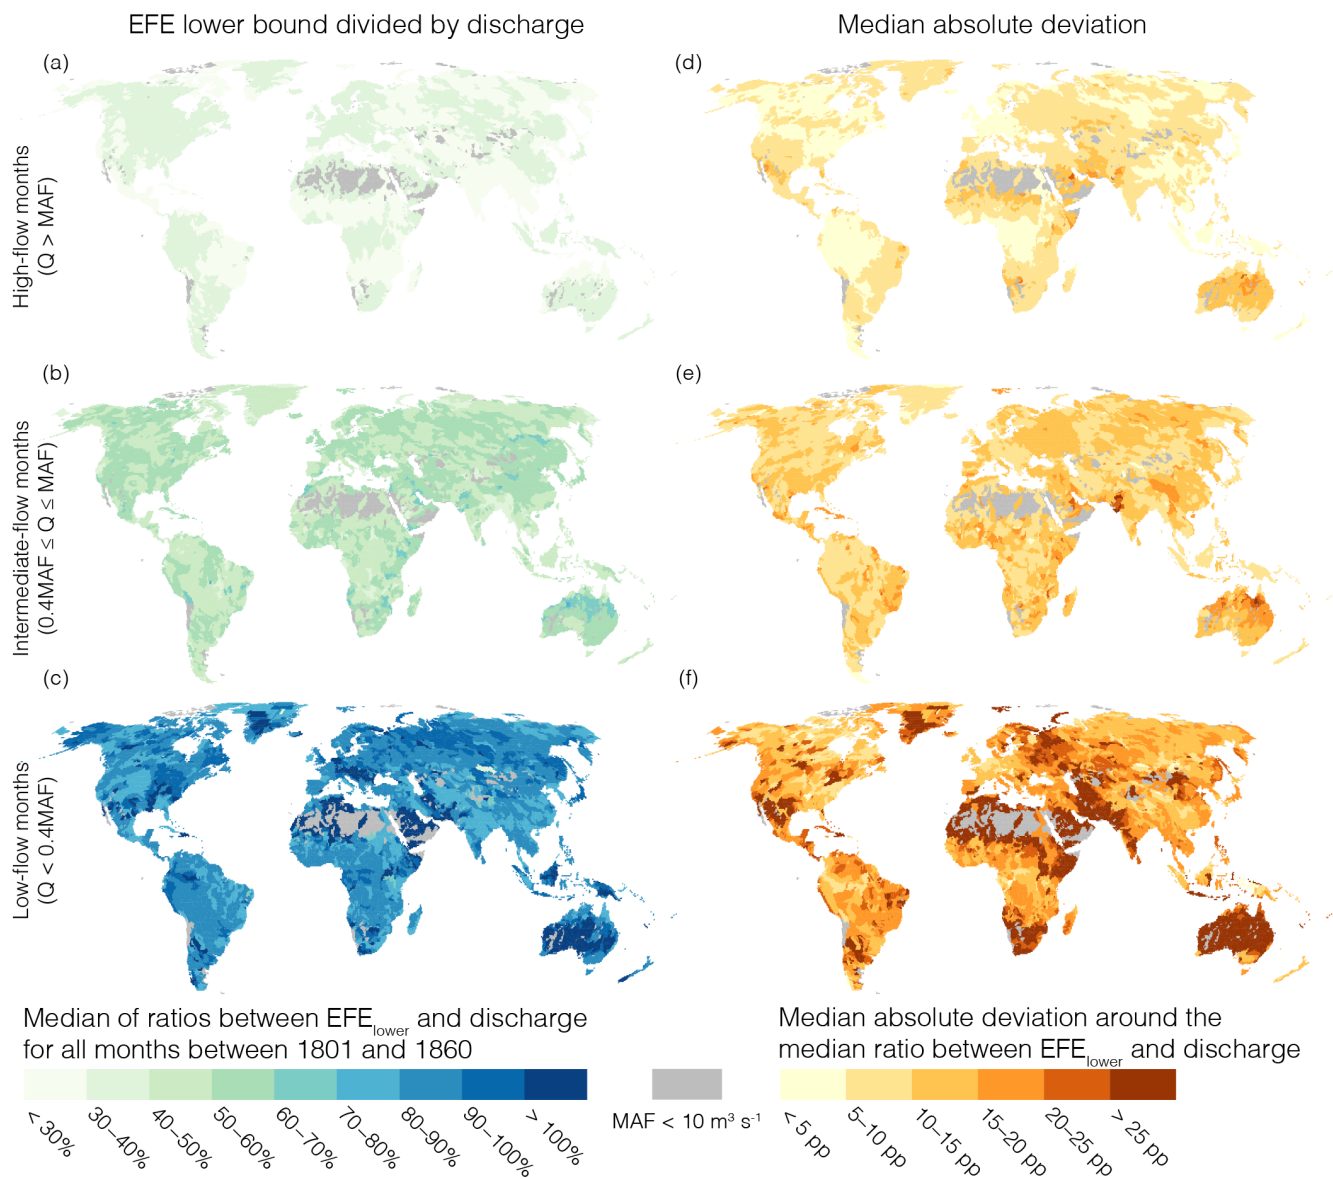 EFE lower bound divided by discharge
Median absolute deviation
(a)
(d)
High-flow months
(Q > MAF)
(b)
(e)
Intermediate-flow months
(0.4MAF ≤ Q ≤ MAF)
(c)
(f)
Low-flow months
(Q < 0.4MAF)
Median of ratios between EFElower and discharge
for all months between 1801 and 1860
< 30%
30–40%
40–50%
50–60%
60–70%
70–80%
80–90%
90–100%
> 100%
MAF < 10 m³ s⁻¹
Median absolute deviation around the
median ratio between EFElower and discharge
< 5 pp
5–10 pp
10–15 pp
15–20 pp
20–25 pp
> 25 pp